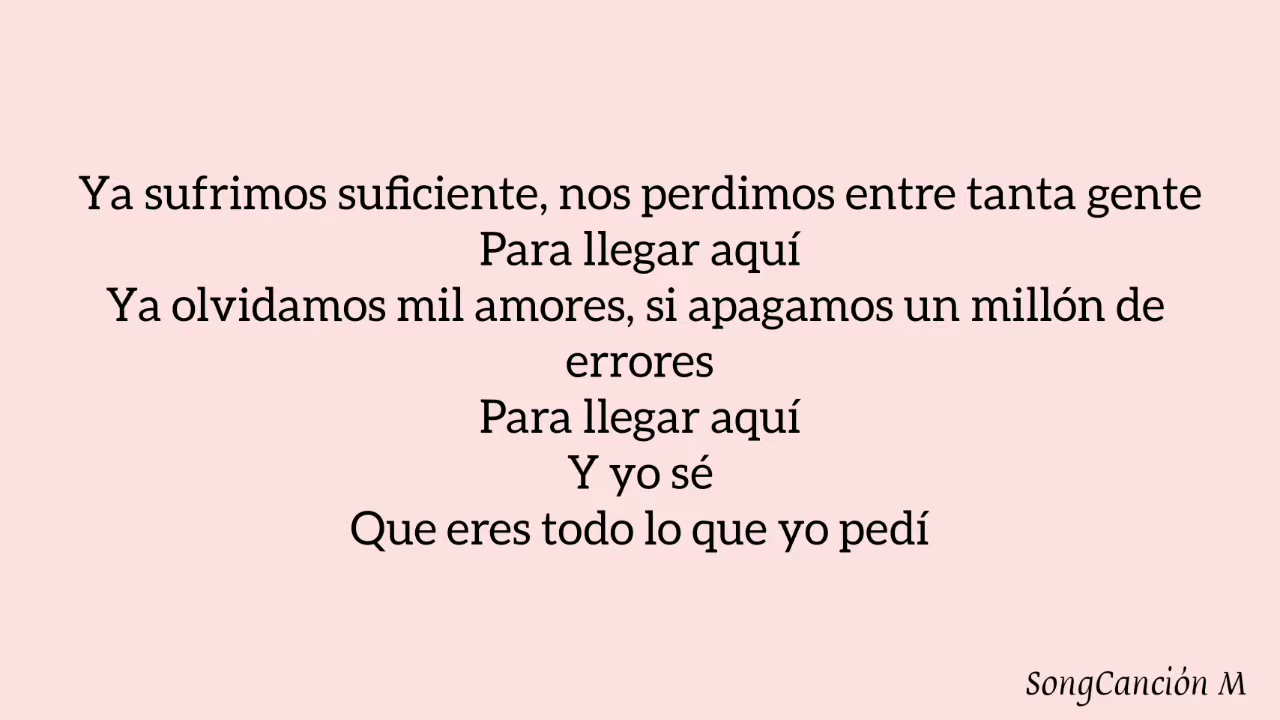 Ya sufrimos suficiente, nos perdimos entre tanta gente
Para llegar aquí
Ya olvidamos mil amores, si apagamos un millón de
errores
Para llegar aquí
Y yo sé
Que eres todo lo que yo pedí
SongCanción M